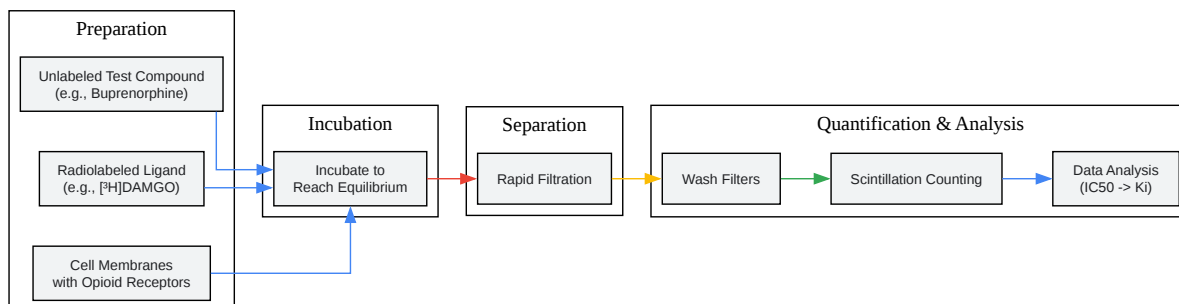 Preparation
Unlabeled Test Compound
(e.g., Buprenorphine)
Radiolabeled Ligand
(e.g., [³H]DAMGO)
Cell Membranes
with Opioid Receptors
Incubation
Incubate to
Reach Equilibrium
Separation
Rapid Filtration
Quantification & Analysis
Wash Filters
Scintillation Counting
Data Analysis
(IC50 -> Ki)